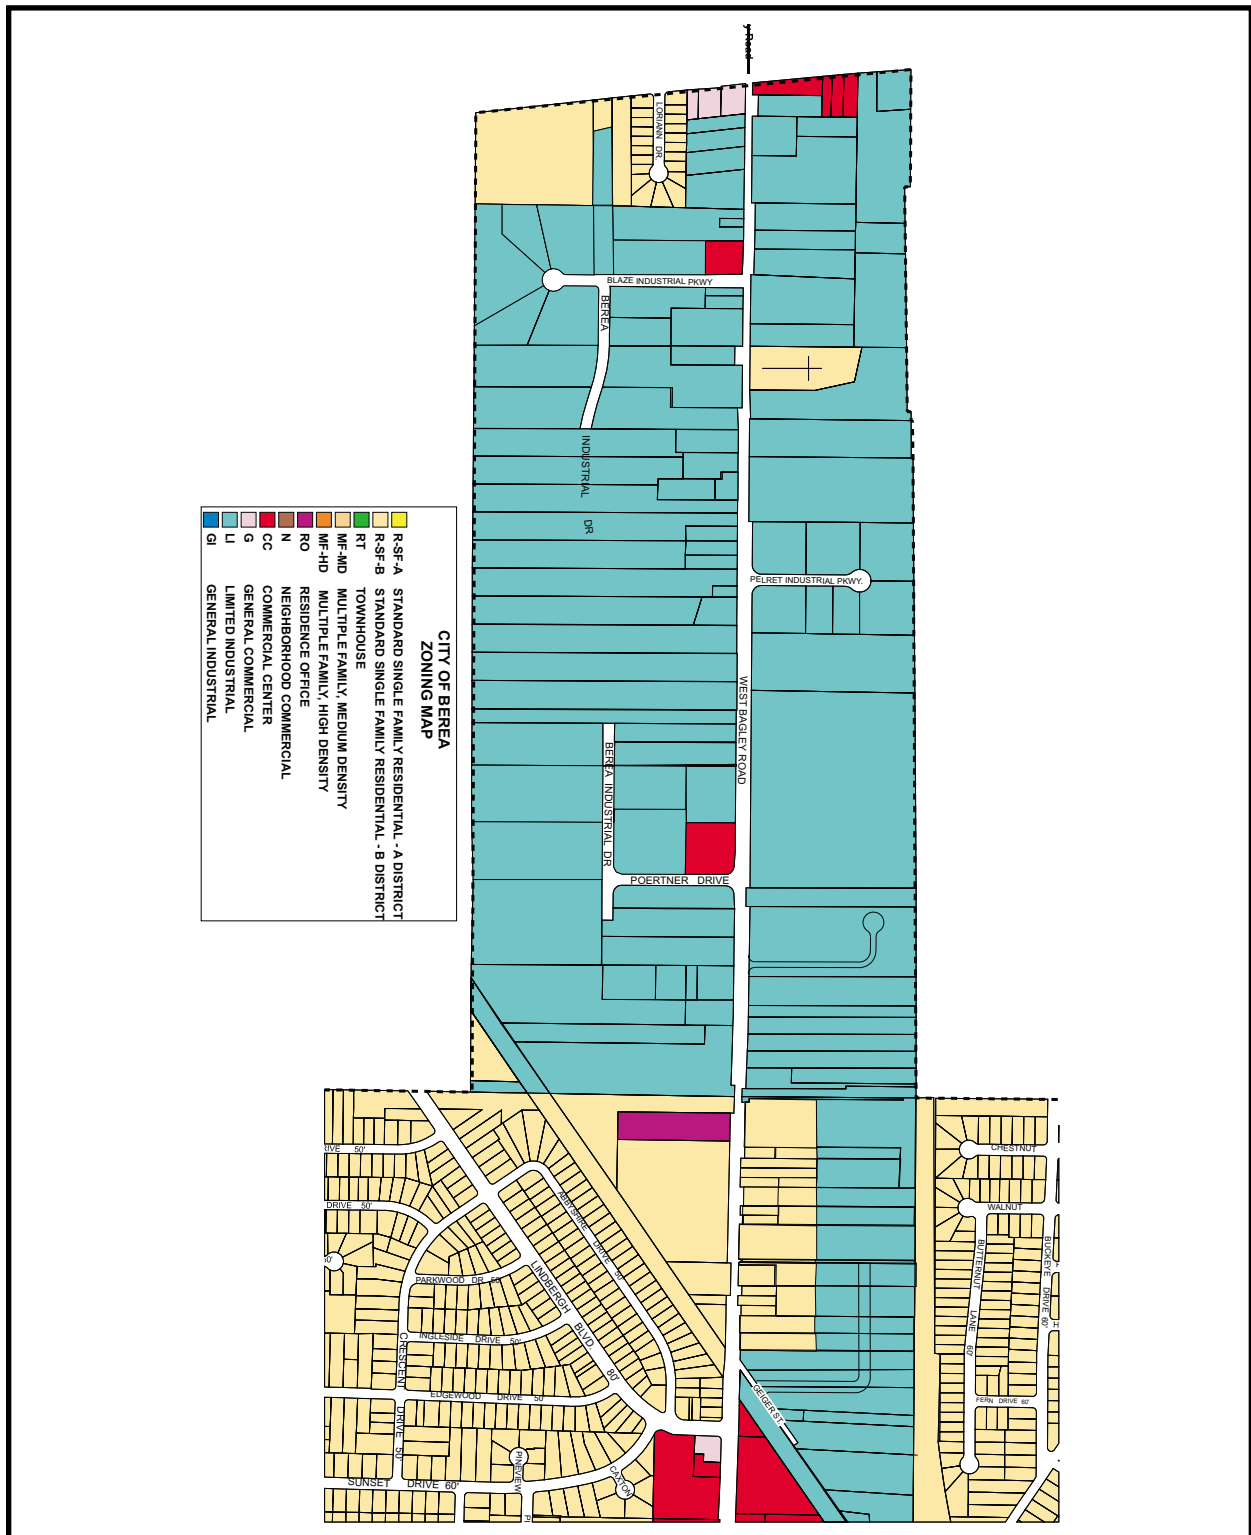 y Road
LORIANN DR.
BLAZE INDUSTRIAL PKWY
BEREA
INDUSTRIAL
DR
PELRET INDUSTRIAL PKWY.
WEST BAGLEY ROAD
BEREA INDUSTRIAL DR
POERTNER DRIVE
CITY OF BEREA
ZONING MAP
R-SF-A STANDARD SINGLE FAMILY RESIDENTIAL - A DISTRICT
R-SF-B STANDARD SINGLE FAMILY RESIDENTIAL - B DISTRICT
RT TOWNHOUSE
MF-MD MULTIPLE FAMILY, MEDIUM DENSITY
MF-HD MULTIPLE FAMILY, HIGH DENSITY
RO RESIDENCE OFFICE
N NEIGHBORHOOD COMMERCIAL
CC COMMERCIAL CENTER
G GENERAL COMMERCIAL
LI LIMITED INDUSTRIAL
GI GENERAL INDUSTRIAL
CHESTNUT
WALNUT
BUTTERNUT LANE 60'
BUCKEYE DRIVE 60'
H
FERN DRIVE 60'
RIVE 50'
DRIVE 50'
ABBYSHIRE DRIVE 50'
PARKWOOD DR 50'
LINDBERGH BLVD. 80'
INGLESIDE DRIVE 50'
CRESCENT DRIVE 50'
EDGEWOOD DRIVE 50'
GEIGER ST.
PINEVIEW
CAXTON
SUNSET DRIVE 60'